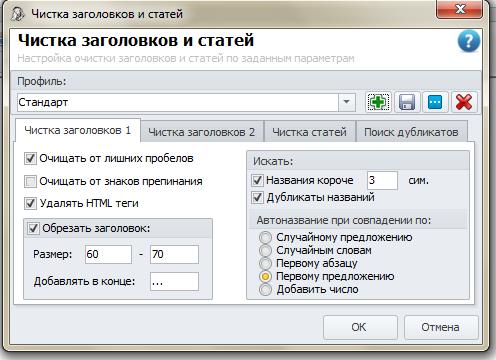 Чистка заголовков и статей
Чистка заголовков и статей
Настройка очистки заголовков и статей по заданным параметрам
Профиль:
Стандарт
Чистка заголовков 1
Чистка заголовков 2
Чистка статей
Поиск дубликатов
Очищать от лишних пробелов
Очищать от знаков препинания
Удалять HTML теги
Обрезать заголовок:
Размер: 60 - 70
Добавлять в конце: ...
Искать:
Названия короче 3 сим.
Дубликаты названий
Автоназвание при совпадении по:
Случайному предложению
Случайным словам
Первому абзацу
Первому предложению
Добавить число
ОК
Отмена